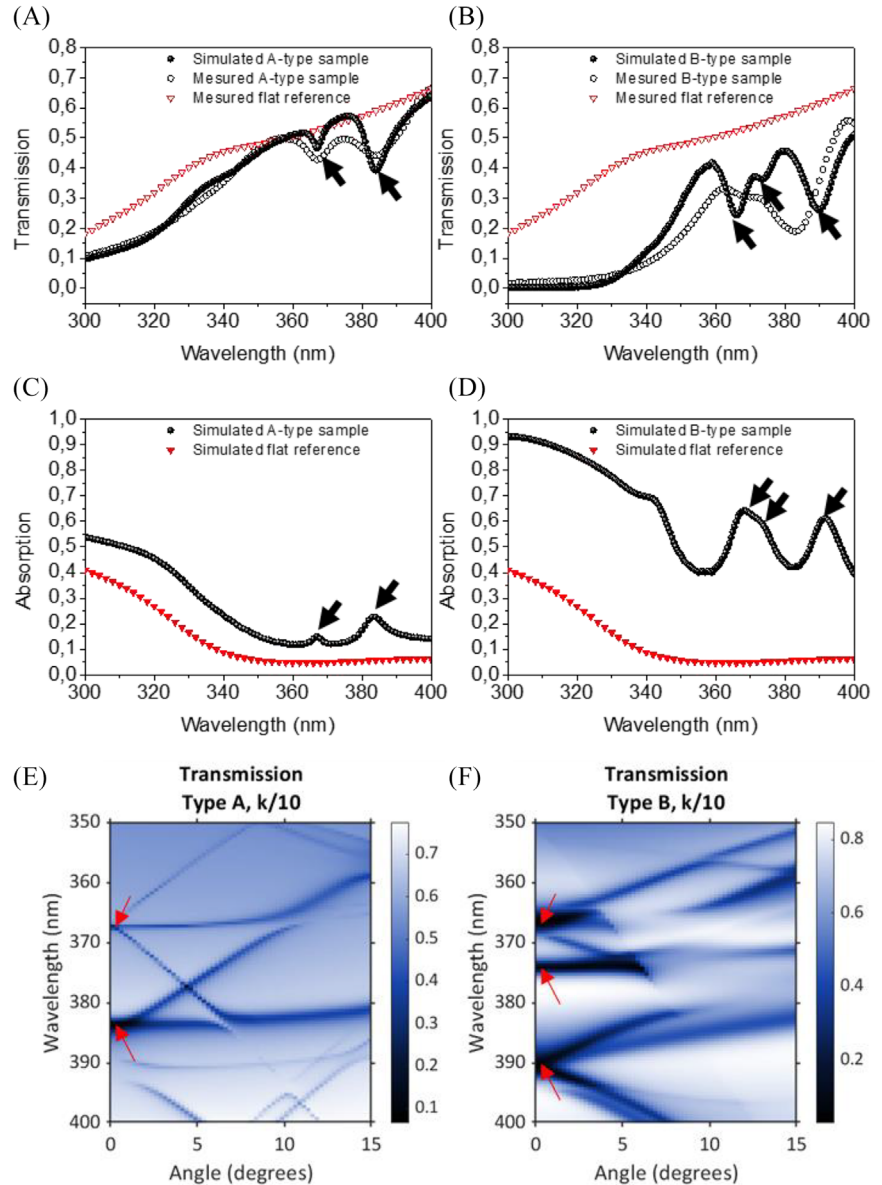 (A)
Transmission
0,8
0,7
0,6
0,5
0,4
0,3
0,2
0,1
0,0
Simulated A-type sample
Mesured A-type sample
Mesured flat reference
300 320 340 360 380 400
Wavelength (nm)
(B)
Transmission
0,8
0,7
0,6
0,5
0,4
0,3
0,2
0,1
0,0
Simulated B-type sample
Mesured B-type sample
Mesured flat reference
300 320 340 360 380 400
Wavelength (nm)
(C)
Absorption
1,0
0,9
0,8
0,7
0,6
0,5
0,4
0,3
0,2
0,1
0,0
Simulated A-type sample
Simulated flat reference
300 320 340 360 380 400
Wavelength (nm)
(D)
Absorption
1,0
0,9
0,8
0,7
0,6
0,5
0,4
0,3
0,2
0,1
0,0
Simulated B-type sample
Simulated flat reference
300 320 340 360 380 400
Wavelength (nm)
(E)
Transmission
Type A, k/10
Wavelength (nm)
350
360
370
380
390
400
0 5 10 15
Angle (degrees)
0.7
0.6
0.5
0.4
0.3
0.2
0.1
(F)
Transmission
Type B, k/10
Wavelength (nm)
350
360
370
380
390
400
0 5 10 15
Angle (degrees)
0.8
0.6
0.4
0.2